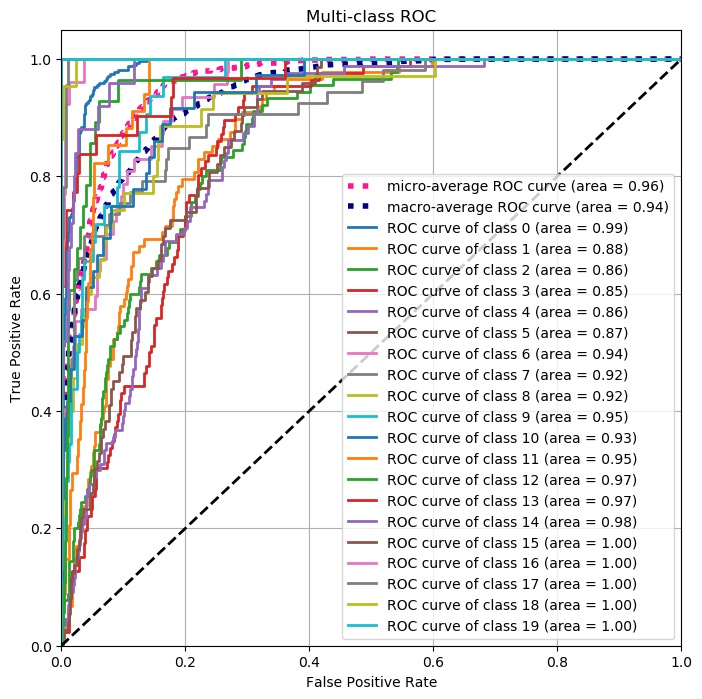 Multi-class ROC
1.0
0.8
0.6
0.4
0.2
0.0
True Positive Rate
micro-average ROC curve (area = 0.96)
macro-average ROC curve (area = 0.94)
ROC curve of class 0 (area = 0.99)
ROC curve of class 1 (area = 0.88)
ROC curve of class 2 (area = 0.86)
ROC curve of class 3 (area = 0.85)
ROC curve of class 4 (area = 0.86)
ROC curve of class 5 (area = 0.87)
ROC curve of class 6 (area = 0.94)
ROC curve of class 7 (area = 0.92)
ROC curve of class 8 (area = 0.92)
ROC curve of class 9 (area = 0.95)
ROC curve of class 10 (area = 0.93)
ROC curve of class 11 (area = 0.95)
ROC curve of class 12 (area = 0.97)
ROC curve of class 13 (area = 0.97)
ROC curve of class 14 (area = 0.98)
ROC curve of class 15 (area = 1.00)
ROC curve of class 16 (area = 1.00)
ROC curve of class 17 (area = 1.00)
ROC curve of class 18 (area = 1.00)
ROC curve of class 19 (area = 1.00)
0.0 0.2 0.4 0.6 0.8 1.0
False Positive Rate